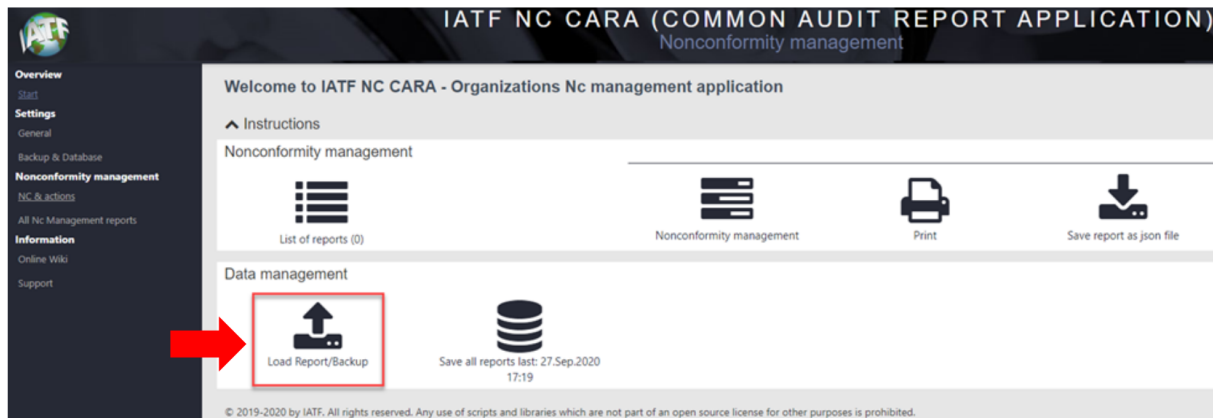 IATF
IATF NC CARA (COMMON AUDIT REPORT APPLICATION)
Nonconformity management
Overview
Start
Settings
General
Backup & Database
Nonconformity management
NC & actions
All Nc Management reports
Information
Online Wiki
Support
Welcome to IATF NC CARA - Organizations Nc management application
Instructions
Nonconformity management
List of reports (0)
Nonconformity management
Print
Save report as json file
Data management
Load Report/Backup
Save all reports last: 27.Sep.2020
17:19
© 2019-2020 by IATF. All rights reserved. Any use of scripts and libraries which are not part of an open source license for other purposes is prohibited.